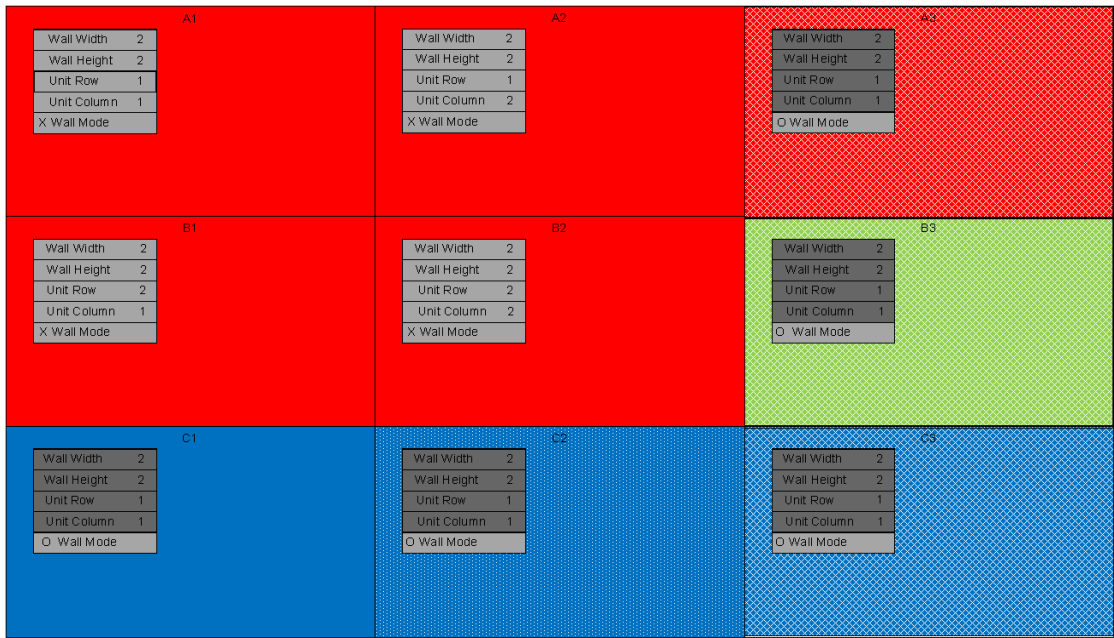 A1
Wall Width 2
Wall Height 2
Unit Row 1
Unit Column 1
X Wall Mode
A2
Wall Width 2
Wall Height 2
Unit Row 1
Unit Column 2
X Wall Mode
A3
Wall Width 2
Wall Height 2
Unit Row 1
Unit Column 1
O Wall Mode
B1
Wall Width 2
Wall Height 2
Unit Row 2
Unit Column 1
X Wall Mode
B2
Wall Width 2
Wall Height 2
Unit Row 2
Unit Column 2
X Wall Mode
B3
Wall Width 2
Wall Height 2
Unit Row 1
Unit Column 1
O Wall Mode
C1
Wall Width 2
Wall Height 2
Unit Row 1
Unit Column 1
O Wall Mode
C2
Wall Width 2
Wall Height 2
Unit Row 1
Unit Column 1
O Wall Mode
C3
Wall Width 2
Wall Height 2
Unit Row 1
Unit Column 1
O Wall Mode